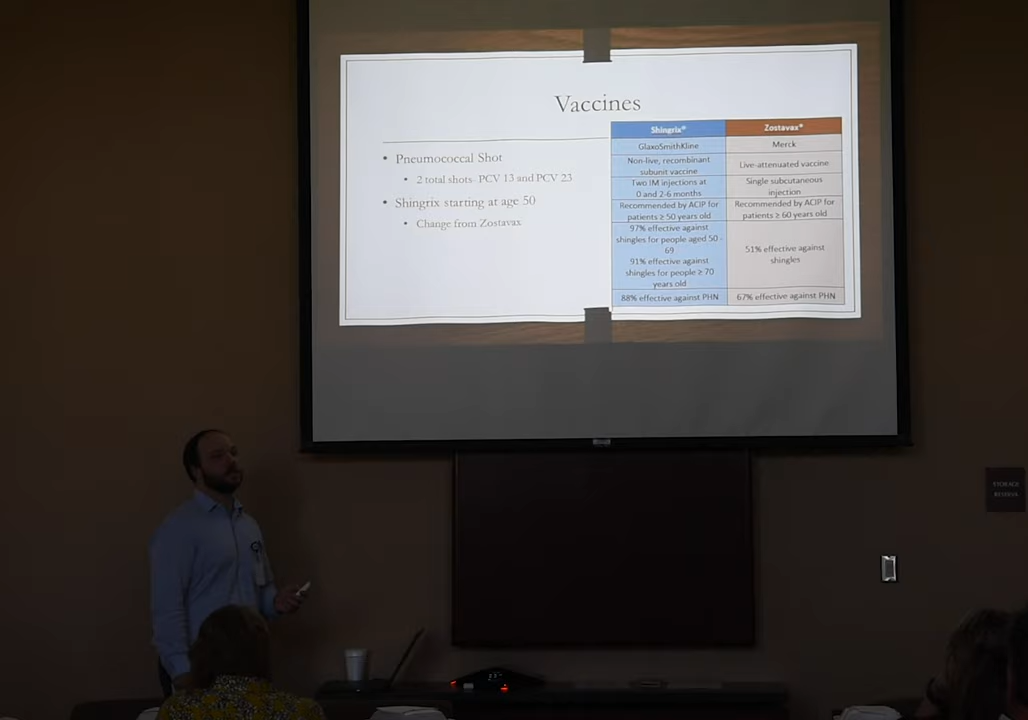 Vaccines
• Pneumococcal Shot
• 2 total shots PCV 13 and PCV 23
• Shingrix starting at age 50
• Change from Zostavax
Shingrix®
Zostavax®
GlaxoSmithKline
Merck
Non-live, recombinant
subunit vaccine
Live-attenuated vaccine
Two IM injections at
0 and 2-6 months
Single subcutaneous
injection
Recommended by ACIP for
patients ≥ 50 years old
Recommended by ACIP for
patients ≥ 60 years old
97% effective against
shingles for people aged 50 -
69
91% effective against
shingles for people ≥ 70
years old
51% effective against
shingles
88% effective against PHN
67% effective against PHN
STORAGE